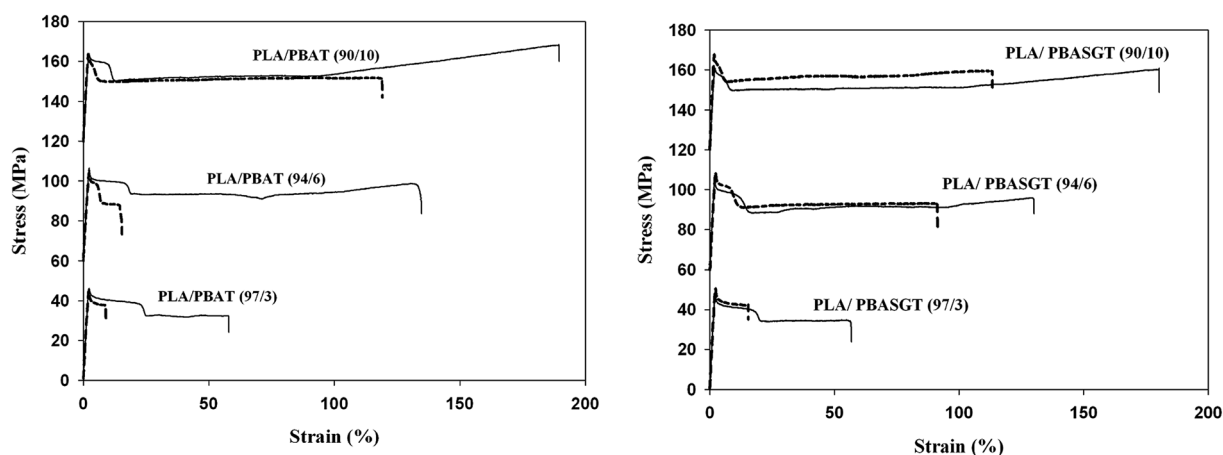 180
160
140
120
100
80
60
40
20
0
Stress (MPa)
PLA/PBAT (90/10)
PLA/PBAT (94/6)
PLA/PBAT (97/3)
0 50 100 150 200
Strain (%)
200
180
160
140
120
100
80
60
40
20
0
Stress (MPa)
PLA/ PBASGT (90/10)
PLA/ PBASGT (94/6)
PLA/ PBASGT (97/3)
0 50 100 150 200
Strain (%)